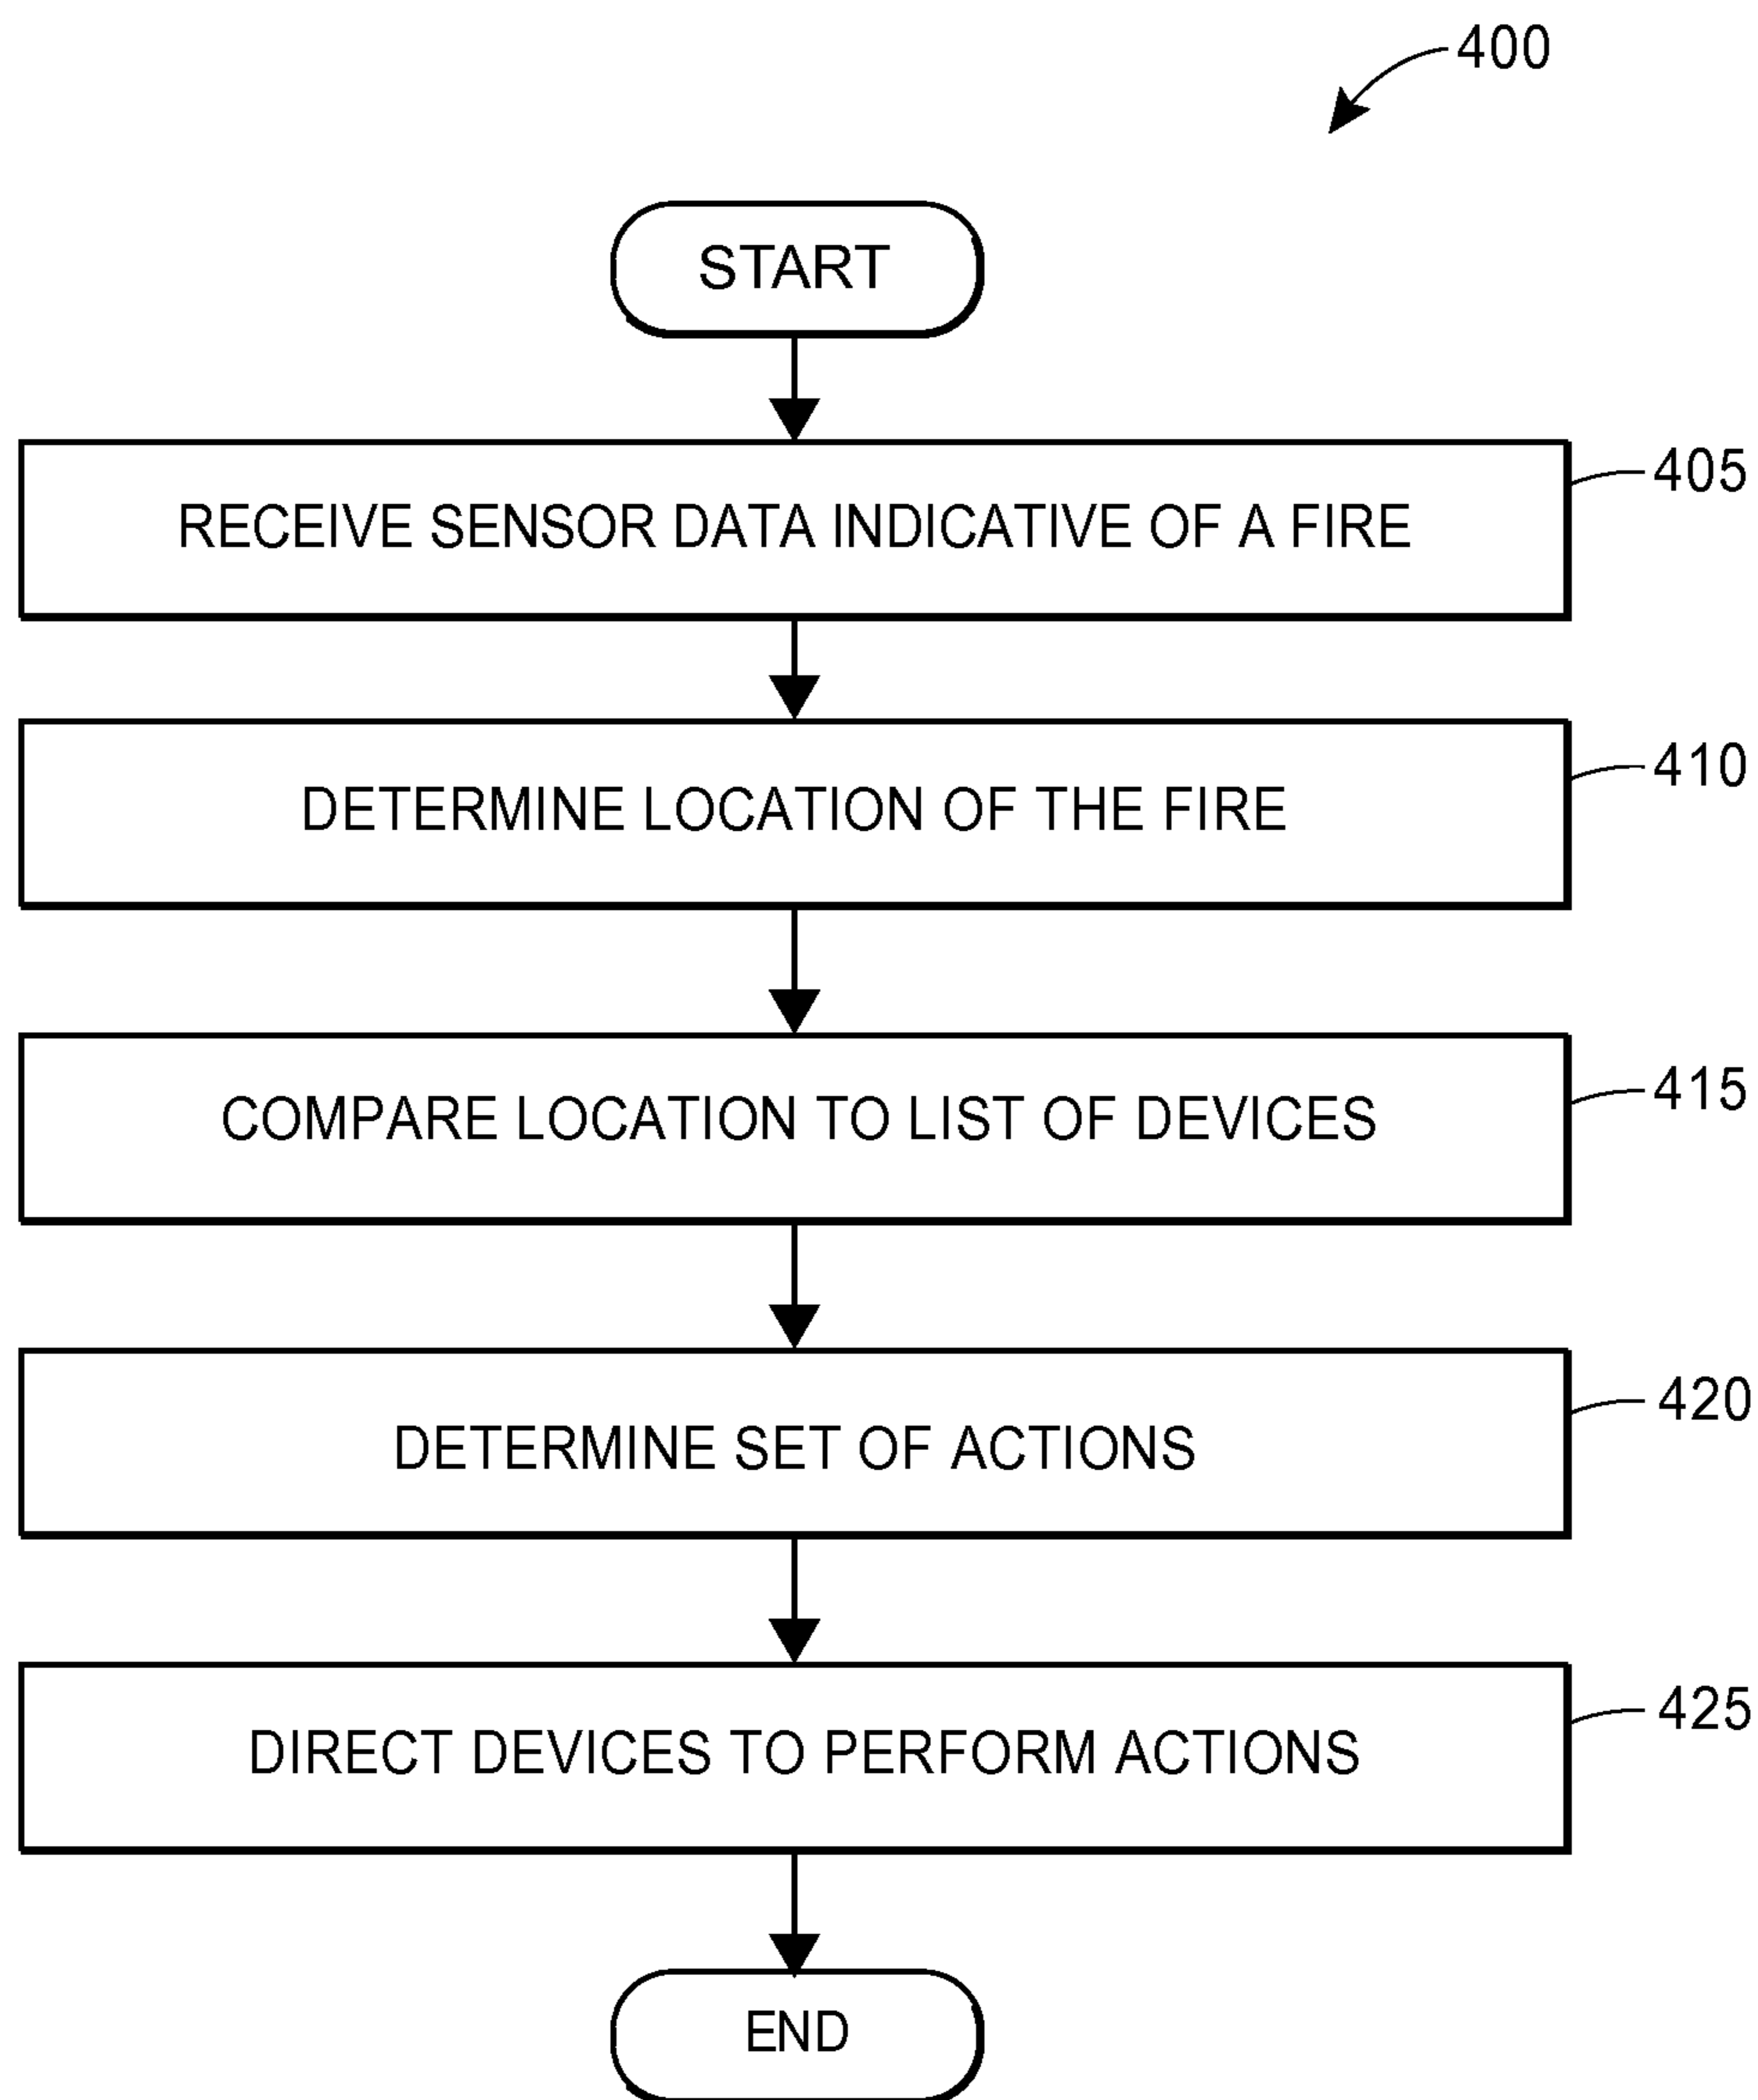 400
START
RECEIVE SENSOR DATA INDICATIVE OF A FIRE
405
DETERMINE LOCATION OF THE FIRE
410
COMPARE LOCATION TO LIST OF DEVICES
415
DETERMINE SET OF ACTIONS
420
DIRECT DEVICES TO PERFORM ACTIONS
425
END